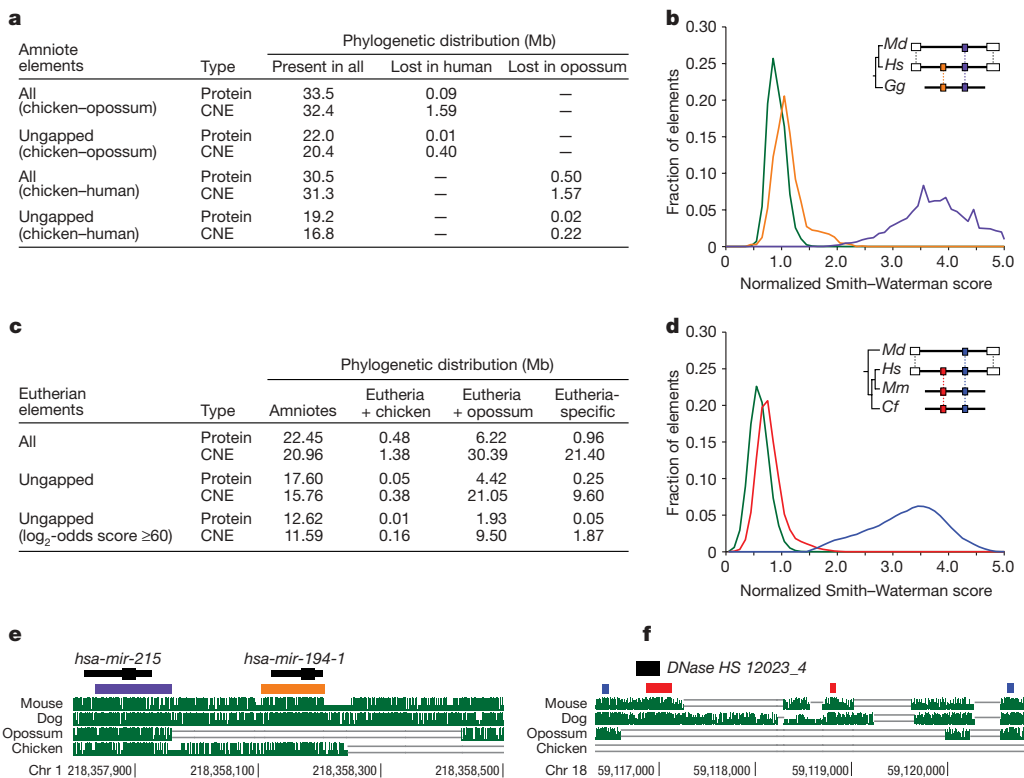 a
Phylogenetic distribution (Mb)
Amniote elements Type Present in all Lost in human Lost in opossum
All (chicken–opossum) Protein 33.5 0.09 —
CNE 32.4 1.59 —
Ungapped (chicken–opossum) Protein 22.0 0.01 —
CNE 20.4 0.40 —
All (chicken–human) Protein 30.5 — 0.50
CNE 31.3 — 1.57
Ungapped (chicken–human) Protein 19.2 — 0.02
CNE 16.8 — 0.22
b
0.30
0.25
0.20
0.15
0.10
0.05
0
Fraction of elements
Md
Hs
Gg
0 1.0 2.0 3.0 4.0 5.0
Normalized Smith–Waterman score
c
Phylogenetic distribution (Mb)
Eutherian elements Type Amniotes Eutheria + chicken Eutheria + opossum Eutheria-specific
All Protein 22.45 0.48 6.22 0.96
CNE 20.96 1.38 30.39 21.40
Ungapped Protein 17.60 0.05 4.42 0.25
CNE 15.76 0.38 21.05 9.60
Ungapped (log2-odds score ≥60) Protein 12.62 0.01 1.93 0.05
CNE 11.59 0.16 9.50 1.87
d
0.30
0.25
0.20
0.15
0.10
0.05
0
Fraction of elements
Md
Hs
Mm
Cf
0 1.0 2.0 3.0 4.0 5.0
Normalized Smith–Waterman score
e
hsa-mir-215 hsa-mir-194-1
Mouse
Dog
Opossum
Chicken
Chr 1 218,357,900 218,358,100 218,358,300 218,358,500
f
DNase HS 12023_4
Mouse
Dog
Opossum
Chicken
Chr 18 59,117,000 59,118,000 59,119,000 59,120,000